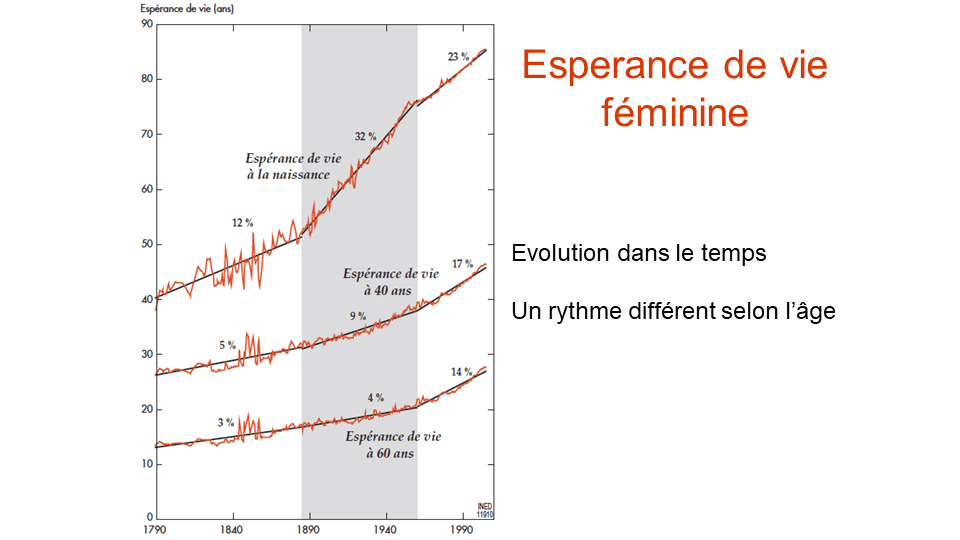 Espérance de vie (ans)
90
80
70
60
50
40
30
20
10
0
1790
1840
1890
1940
1990
23 %
32 %
Espérance de vie
à la naissance
12 %
Espérance de vie
à 40 ans
17 %
9 %
5 %
14 %
4 %
3 %
Espérance de vie
à 60 ans
INED
11910
Esperance de vie
féminine
Evolution dans le temps
Un rythme différent selon l’âge